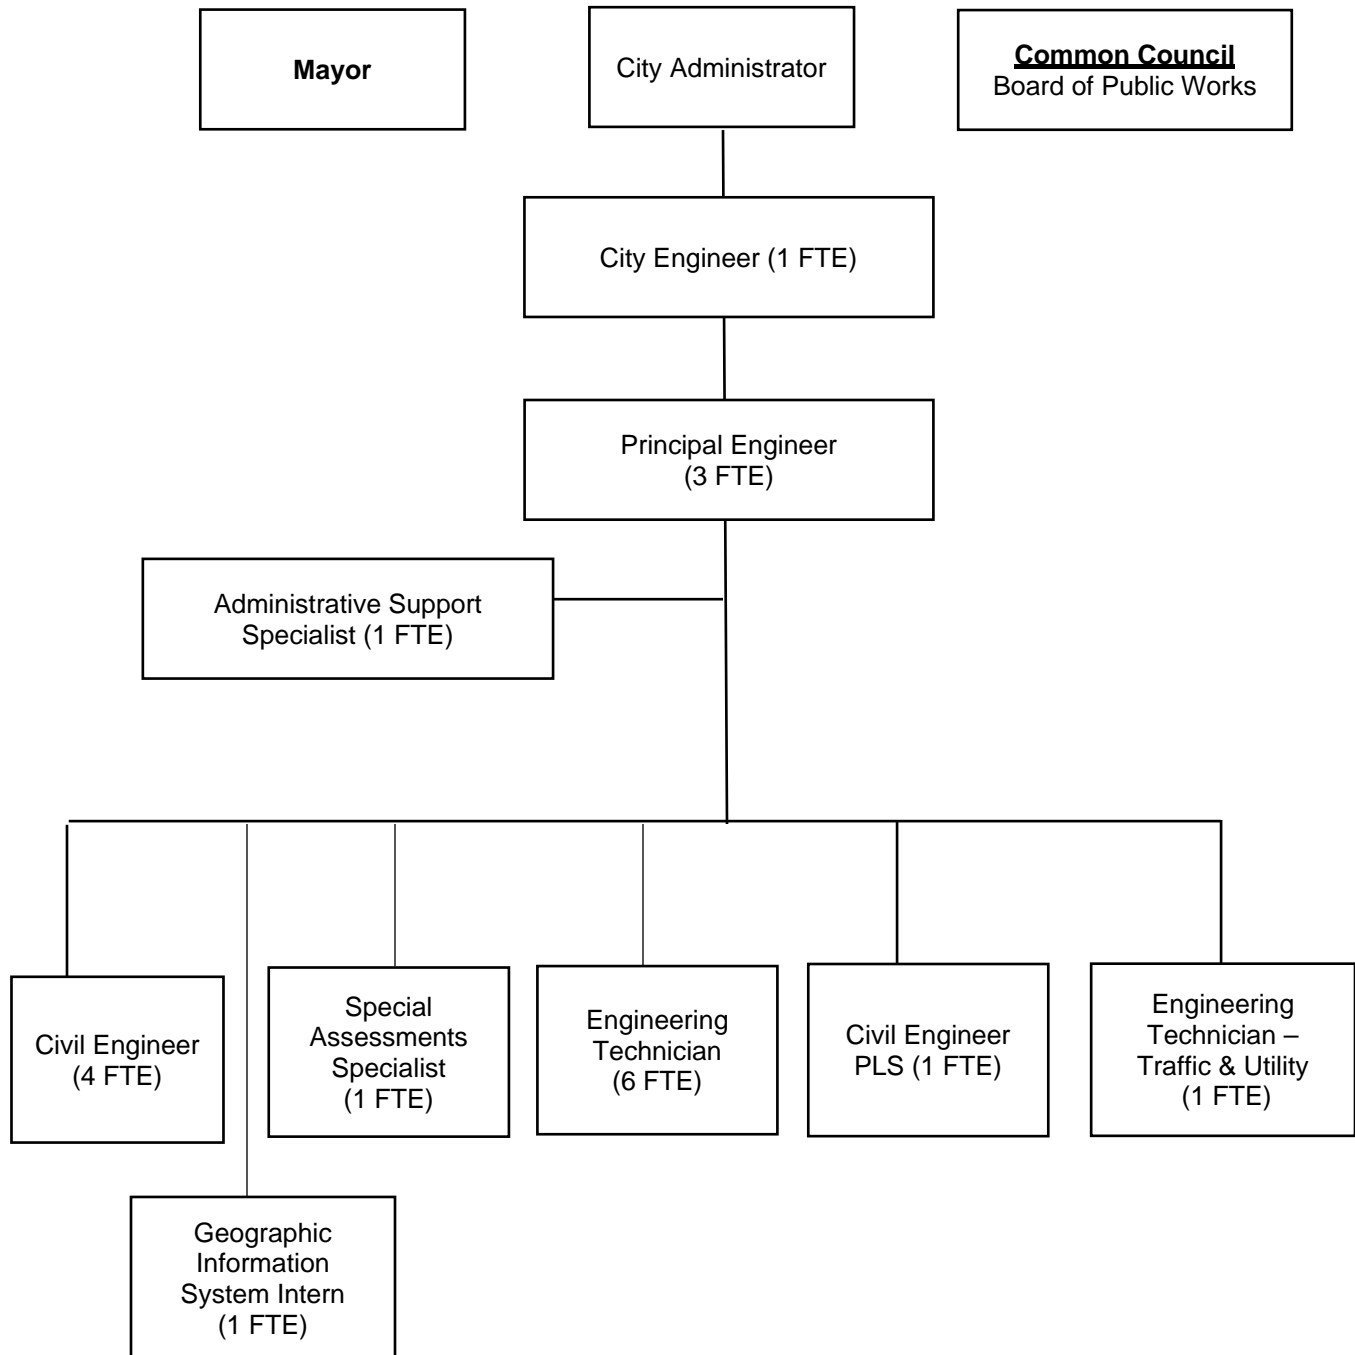 Mayor
City Administrator
Common Council
Board of Public Works
City Engineer (1 FTE)
Principal Engineer
(3 FTE)
Administrative Support
Specialist (1 FTE)
Civil Engineer
(4 FTE)
Special
Assessments
Specialist
(1 FTE)
Engineering
Technician
(6 FTE)
Civil Engineer
PLS (1 FTE)
Engineering
Technician –
Traffic & Utility
(1 FTE)
Geographic
Information
System Intern
(1 FTE)